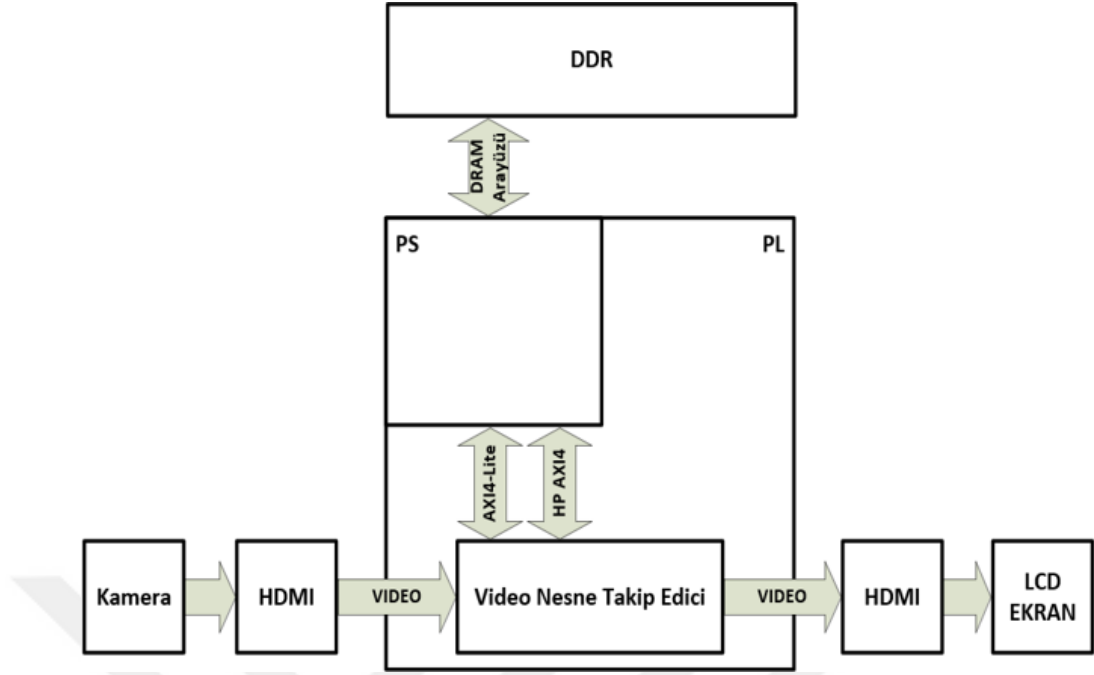 DDR
DRAM
Arayüzü
PS
PL
AXI4-Lite
HP AXI4
Kamera
HDMI
VIDEO
Video Nesne Takip Edici
VIDEO
HDMI
LCD
EKRAN